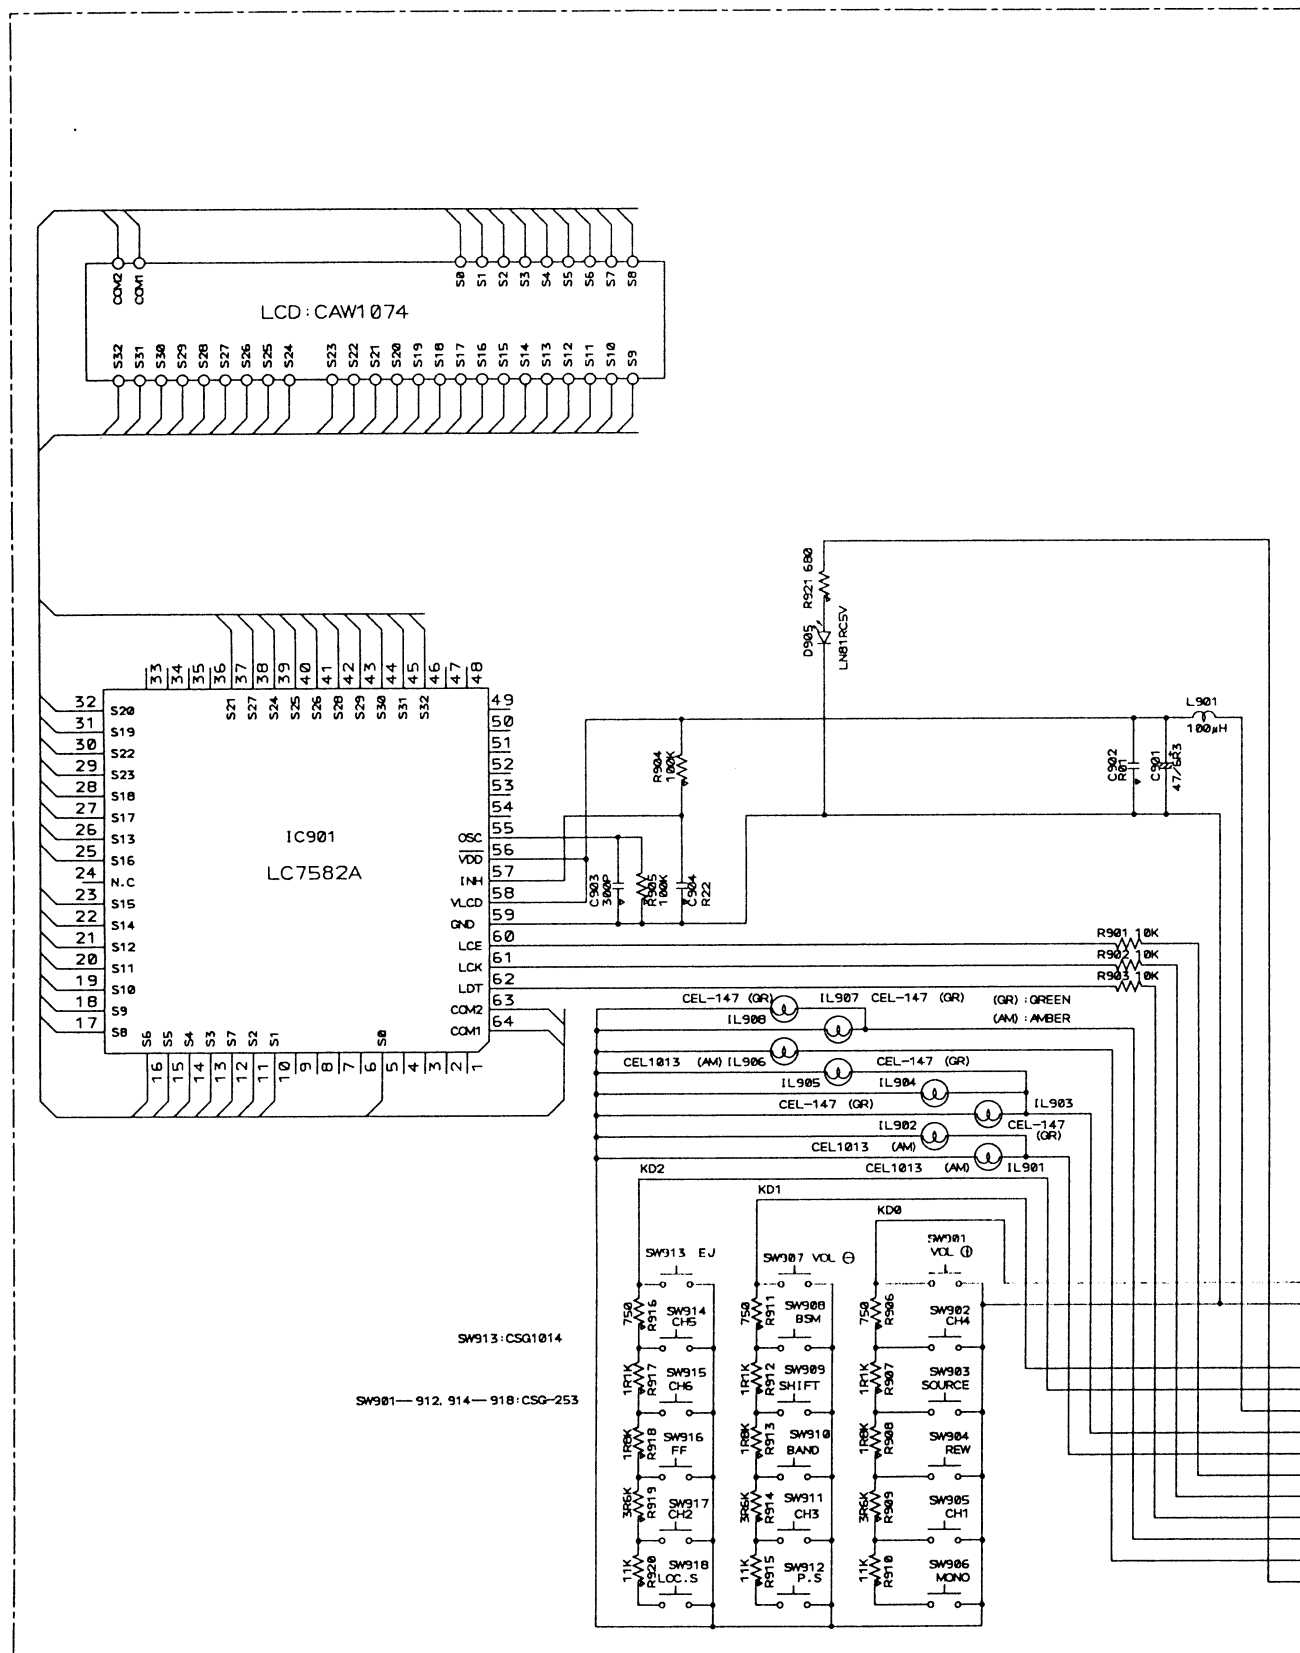 COM2 COM1 S0 S1 S2 S3 S4 S5 S6 S7 S8
LCD:CAW1074
S32 S31 S30 S29 S28 S27 S26 S25 S24 S23 S22 S21 S20 S19 S18 S17 S16 S15 S14 S13 S12 S11 S10 S9
R921 680
D905
LN81RC5V
33 34 35 36 37 38 39 40 41 42 43 44 45 46 47 48
S21 S27 S24 S25 S26 S28 S29 S30 S31 S32
32 S20
31 S19
30 S22
29 S23
28 S18
27 S17
26 S13
25 S16
24 N.C
23 S15
22 S14
21 S12
20 S11
19 S10
18 S9
17 S8
IC901
LC7582A
49
50
51
52
53
54
55 OSC
56 VDD
57 INH
58 VLCD
59 GND
60 LCE
61 LCK
62 LDT
63 COM2
64 COM1
S6 S5 S4 S3 S7 S2 S1 S0
16 15 14 13 12 11 10 9 8 7 6 5 4 3 2 1
R904
100K
C903
300P
R905
100K
C904
R22
C902
R01
C901
47/6R3
L901
100μH
R901 10K
R902 10K
R903 10K
CEL-147 (GR) IL907 CEL-147 (GR) (GR) :GREEN
IL908 (AM) :AMBER
CEL1013 (AM) IL906 CEL-147 (GR)
IL905 IL904
CEL-147 (GR) IL903
IL902 CEL-147
(GR)
CEL1013 (AM)
CEL1013 (AM) IL901
KD2
KD1
KD0
SW913 EJ
750
R916
SW914
CH5
1R1K
R917
SW915
CH6
1R8K
R918
SW916
FF
3R6K
R919
SW917
CH2
11K
R920
SW918
LOC.S
SW907 VOL ⊖
750
R911
SW908
BSM
1R1K
R912
SW909
SHIFT
1R8K
R913
SW910
BAND
3R6K
R914
SW911
CH3
11K
R915
SW912
P.S
SW901
VOL ⊕
750
R906
SW902
CH4
1R1K
R907
SW903
SOURCE
1R8K
R908
SW904
REW
3R6K
R909
SW905
CH1
11K
R910
SW906
MONO
SW913:CSG1014
SW901—912, 914—918:CSG-253